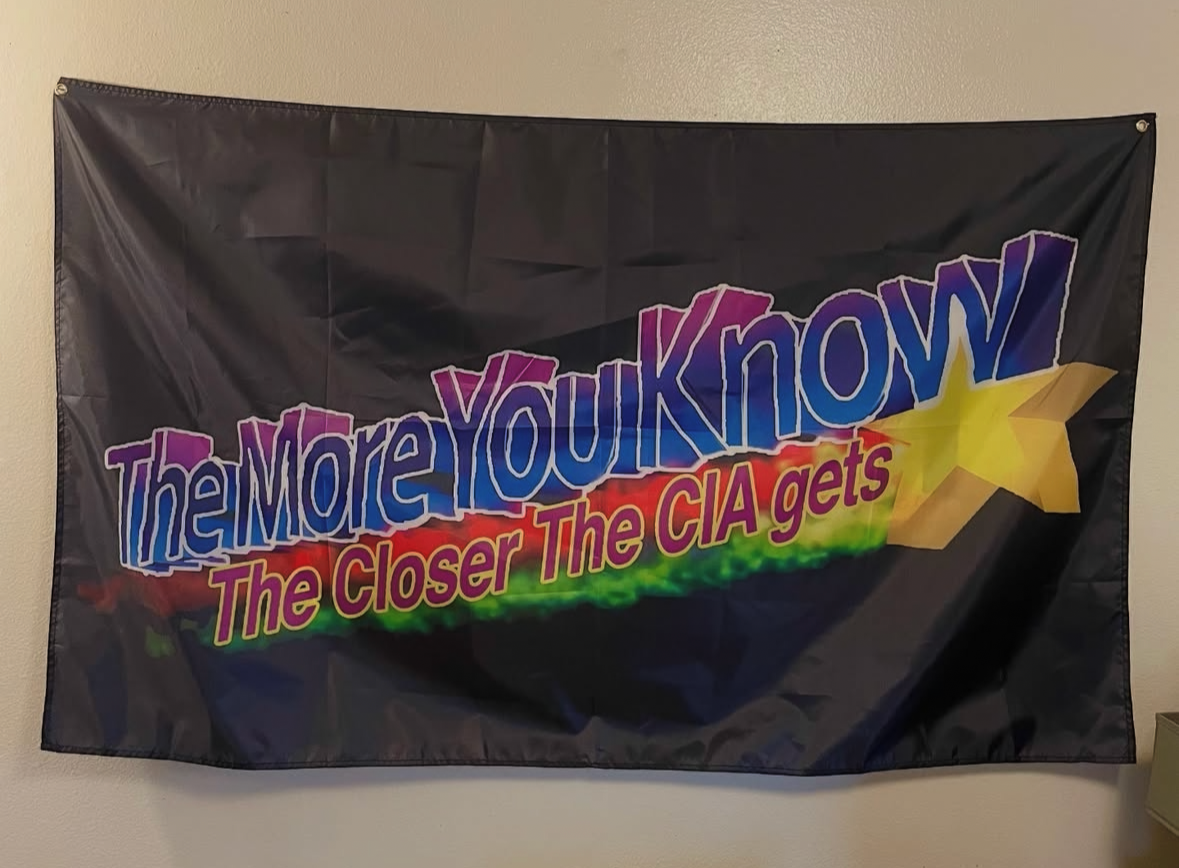 The More You Know
The Closer The CIA gets